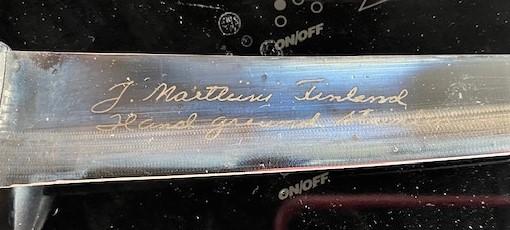 ON/OFF
J. Marttiini Finland
Hand ground
ON/OFF